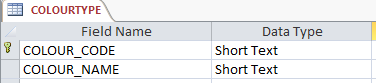 COLOURTYPE
Field Name Data Type
COLOUR_CODE Short Text
COLOUR_NAME Short Text